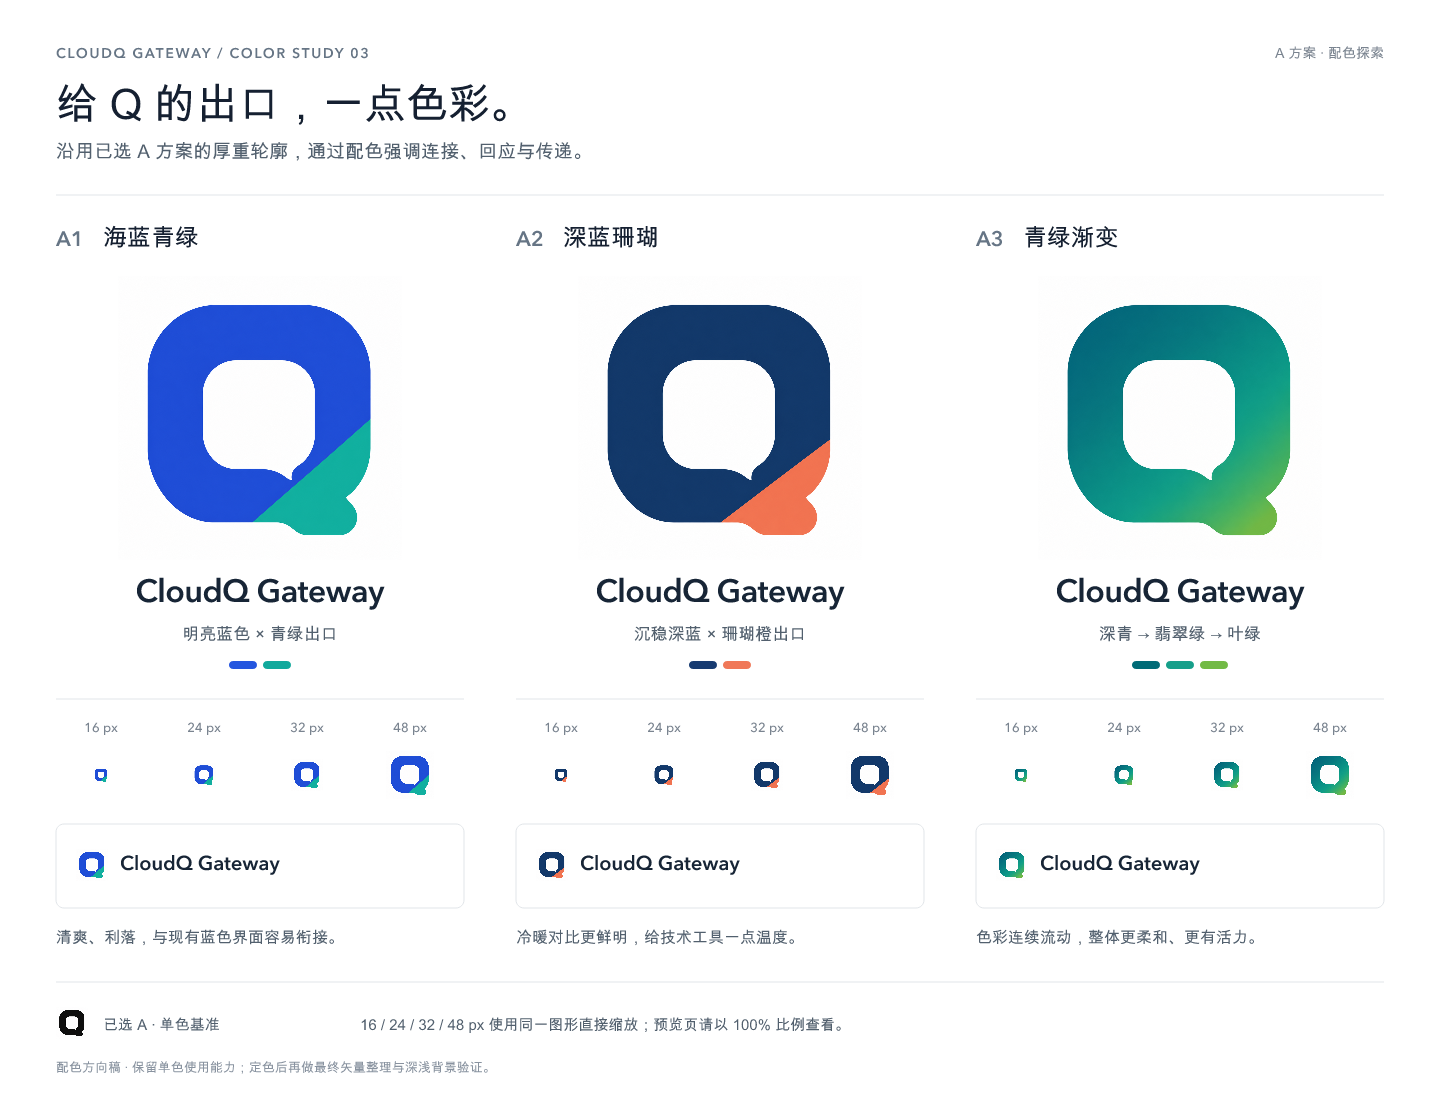 CLOUDQ GATEWAY / COLOR STUDY 03
A 方案 · 配色探索
给 Q 的出口，一点色彩。
沿用已选 A 方案的厚重轮廓，通过配色强调连接、回应与传递。
A1 海蓝青绿
A2 深蓝珊瑚
A3 青绿渐变
CloudQ Gateway
CloudQ Gateway
CloudQ Gateway
明亮蓝色 × 青绿出口
沉稳深蓝 × 珊瑚橙出口
深青 → 翡翠绿 → 叶绿
16 px 24 px 32 px 48 px
16 px 24 px 32 px 48 px
16 px 24 px 32 px 48 px
CloudQ Gateway
CloudQ Gateway
CloudQ Gateway
清爽、利落，与现有蓝色界面容易衔接。
冷暖对比更鲜明，给技术工具一点温度。
色彩连续流动，整体更柔和、更有活力。
已选 A · 单色基准
16 / 24 / 32 / 48 px 使用同一图形直接缩放；预览页请以 100% 比例查看。
配色方向稿 · 保留单色使用能力；定色后再做最终矢量整理与深浅背景验证。